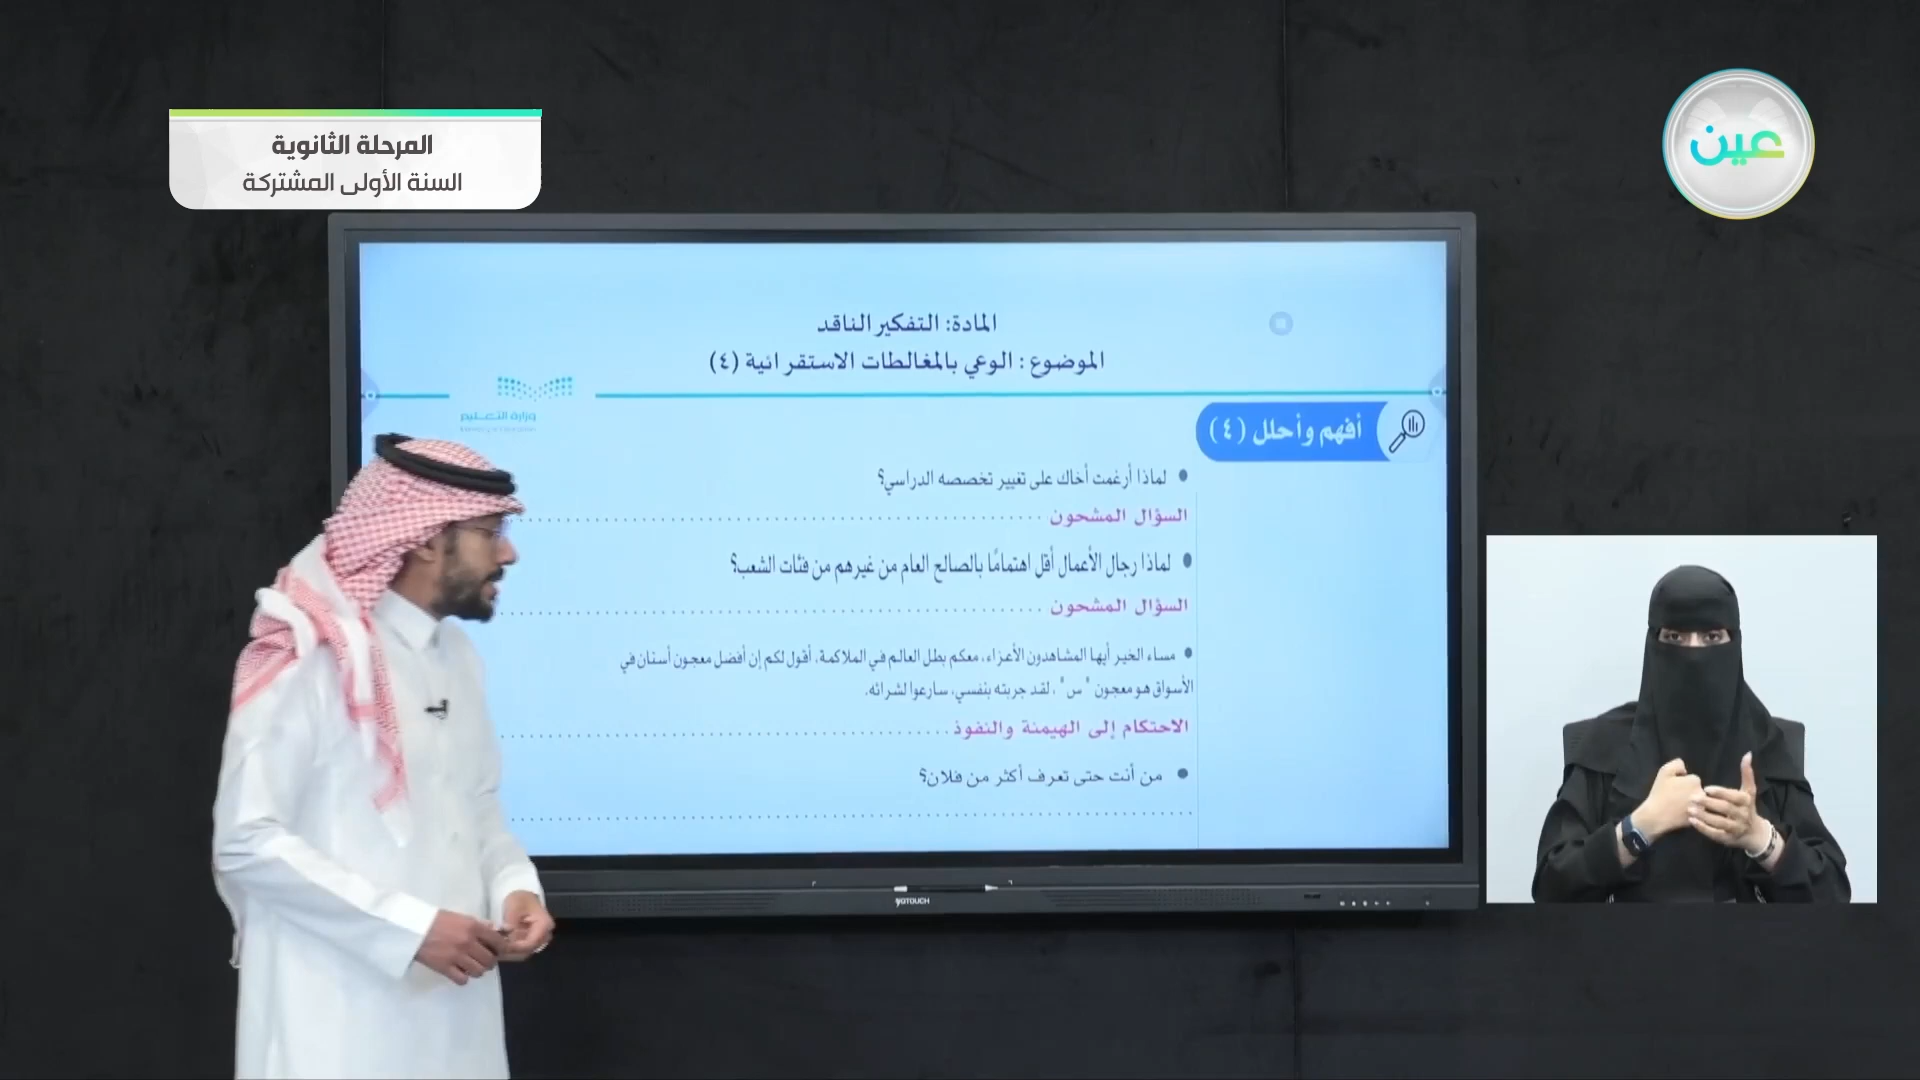 المرحلة الثانوية
السنة الأولى المشتركة
عين
المادة: التفكير الناقد
الموضوع: الوعي بالمغالطات الاستقرائية (٤)
وزارة التعليم
أفهم وأحلل (٤)
لماذا أرغمت أخاك على تغيير تخصصه الدراسي؟
السؤال المشحون
لماذا رجال الأعمال أقل اهتمامًا بالصالح العام من غيرهم من فئات الشعب؟
السؤال المشحون
مساء الخير أيها المشاهدون الأعزاء، معكم بطل العالم في الملاكمة، أقول لكم إن أفضل معجون أسنان في
الأسواق هو معجون "س"، لقد جربته بنفسي، سارعوا لشرائه.
الاحتكام إلى الهيمنة والنفوذ
من أنت حتى تعرف أكثر من فلان؟
YQTOUCH